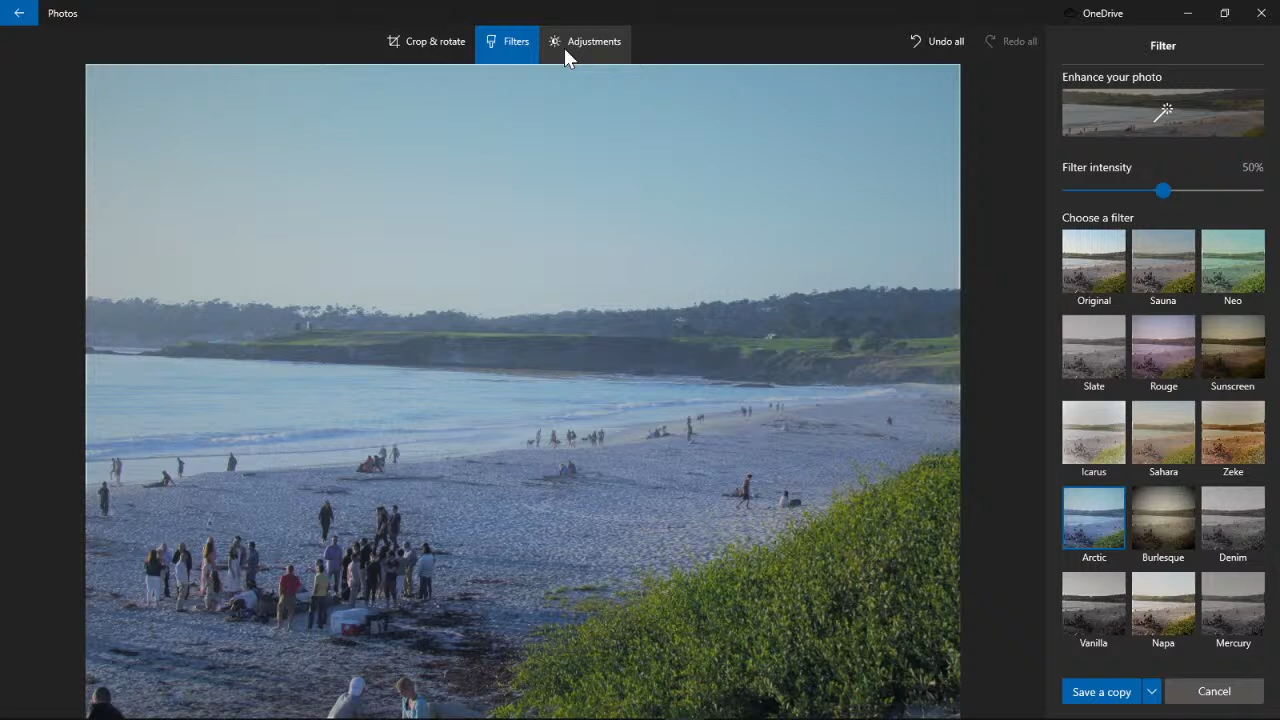 Photos
OneDrive
Crop & rotate
Filters
Adjustments
Undo all
Redo all
Filter
Enhance your photo
Filter intensity 50%
Choose a filter
Original Sauna Neo
Slate Rouge Sunscreen
Icarus Sahara Zeke
Arctic Burlesque Denim
Vanilla Napa Mercury
Save a copy Cancel